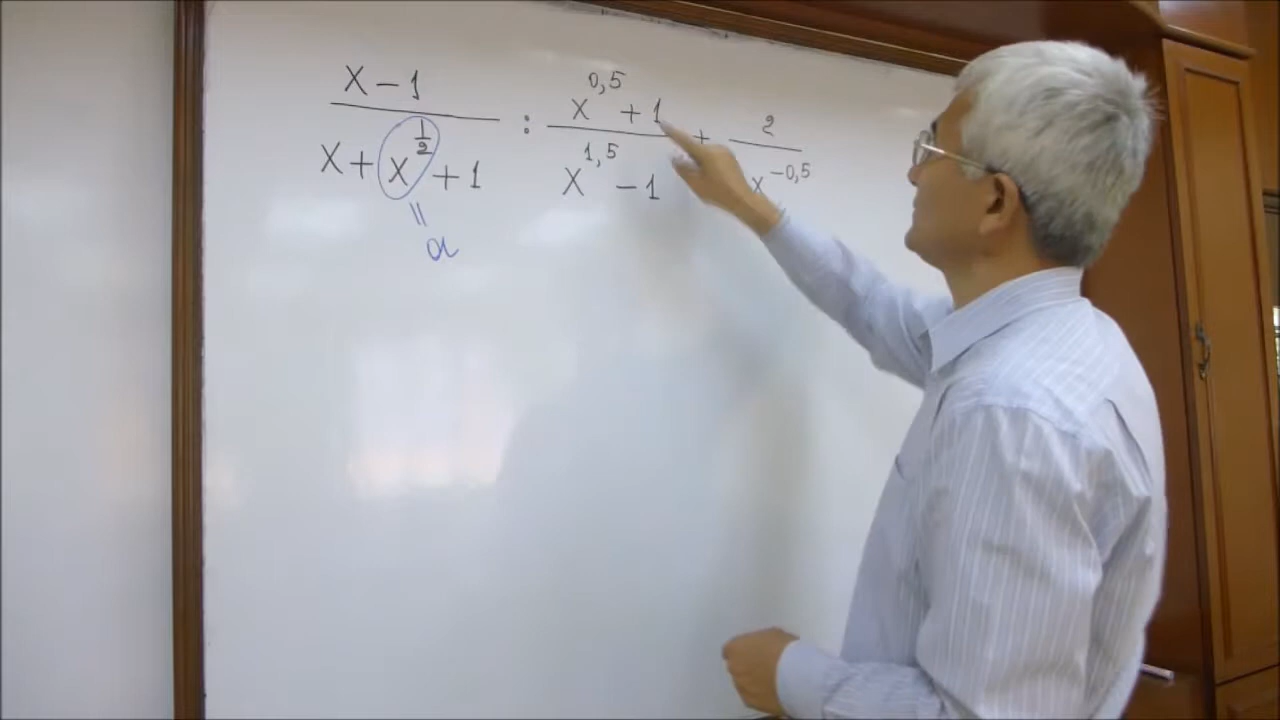 x - 1 / x + x^(1/2) + 1 : x^0,5 + 1 / x^1,5 - 1 + 2 / x^-0,5
||
a